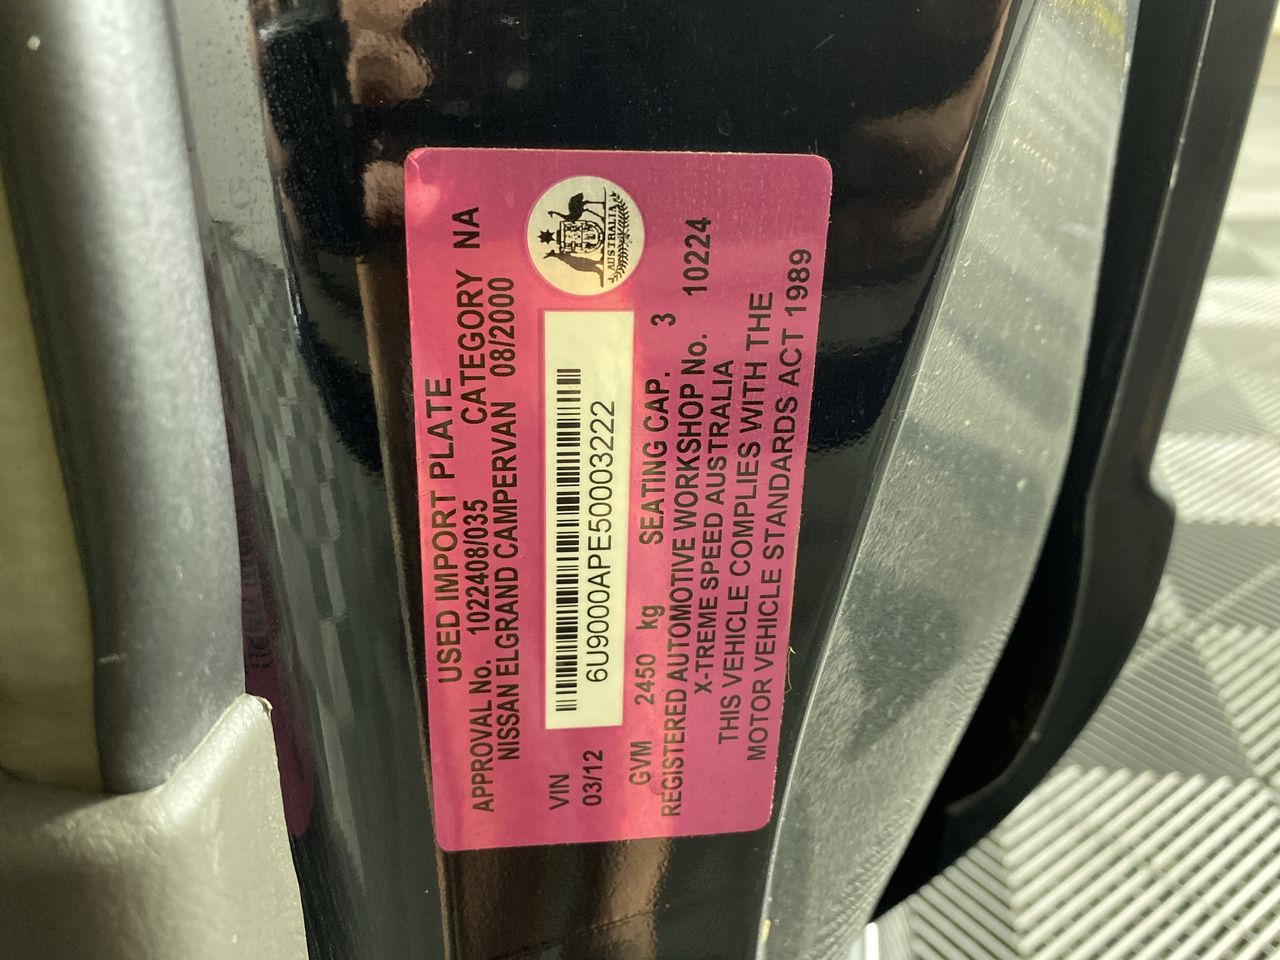 USED IMPORT PLATE
APPROVAL No. 1022408/035 CATEGORY NA
NISSAN ELGRAND CAMPERVAN 08/2000
AUSTRALIA
VIN
03/12
6U9000APE50003222
GVM 2450 kg SEATING CAP. 3
REGISTERED AUTOMOTIVE WORKSHOP No. 10224
X-TREME SPEED AUSTRALIA
THIS VEHICLE COMPLIES WITH THE
MOTOR VEHICLE STANDARDS ACT 1989